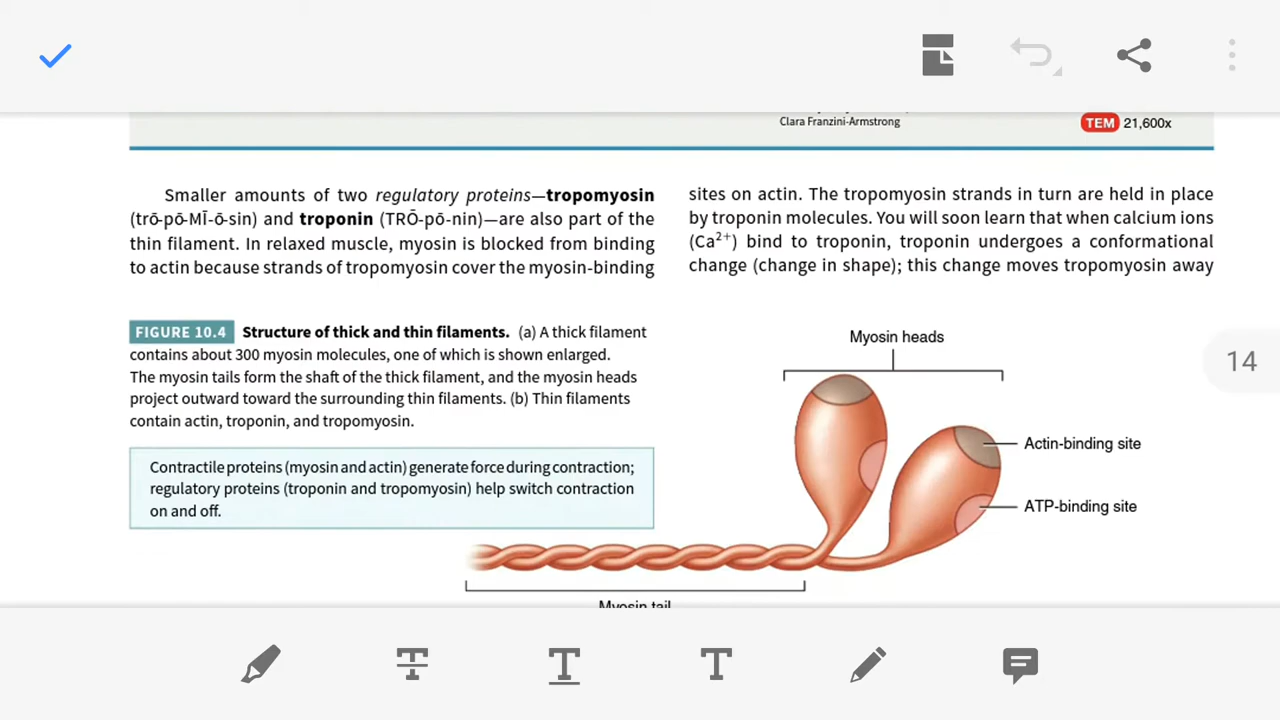 Clara Franzini-Armstrong
TEM 21,600x
Smaller amounts of two regulatory proteins—tropomyosin
(trō-pō-MĪ-ō-sin) and troponin (TRŌ-pō-nin)—are also part of the
thin filament. In relaxed muscle, myosin is blocked from binding
to actin because strands of tropomyosin cover the myosin-binding
sites on actin. The tropomyosin strands in turn are held in place
by troponin molecules. You will soon learn that when calcium ions
(Ca²⁺) bind to troponin, troponin undergoes a conformational
change (change in shape); this change moves tropomyosin away
FIGURE 10.4 Structure of thick and thin filaments. (a) A thick filament
contains about 300 myosin molecules, one of which is shown enlarged.
The myosin tails form the shaft of the thick filament, and the myosin heads
project outward toward the surrounding thin filaments. (b) Thin filaments
contain actin, troponin, and tropomyosin.
Contractile proteins (myosin and actin) generate force during contraction;
regulatory proteins (troponin and tropomyosin) help switch contraction
on and off.
Myosin heads
Actin-binding site
ATP-binding site
Myosin tail
14